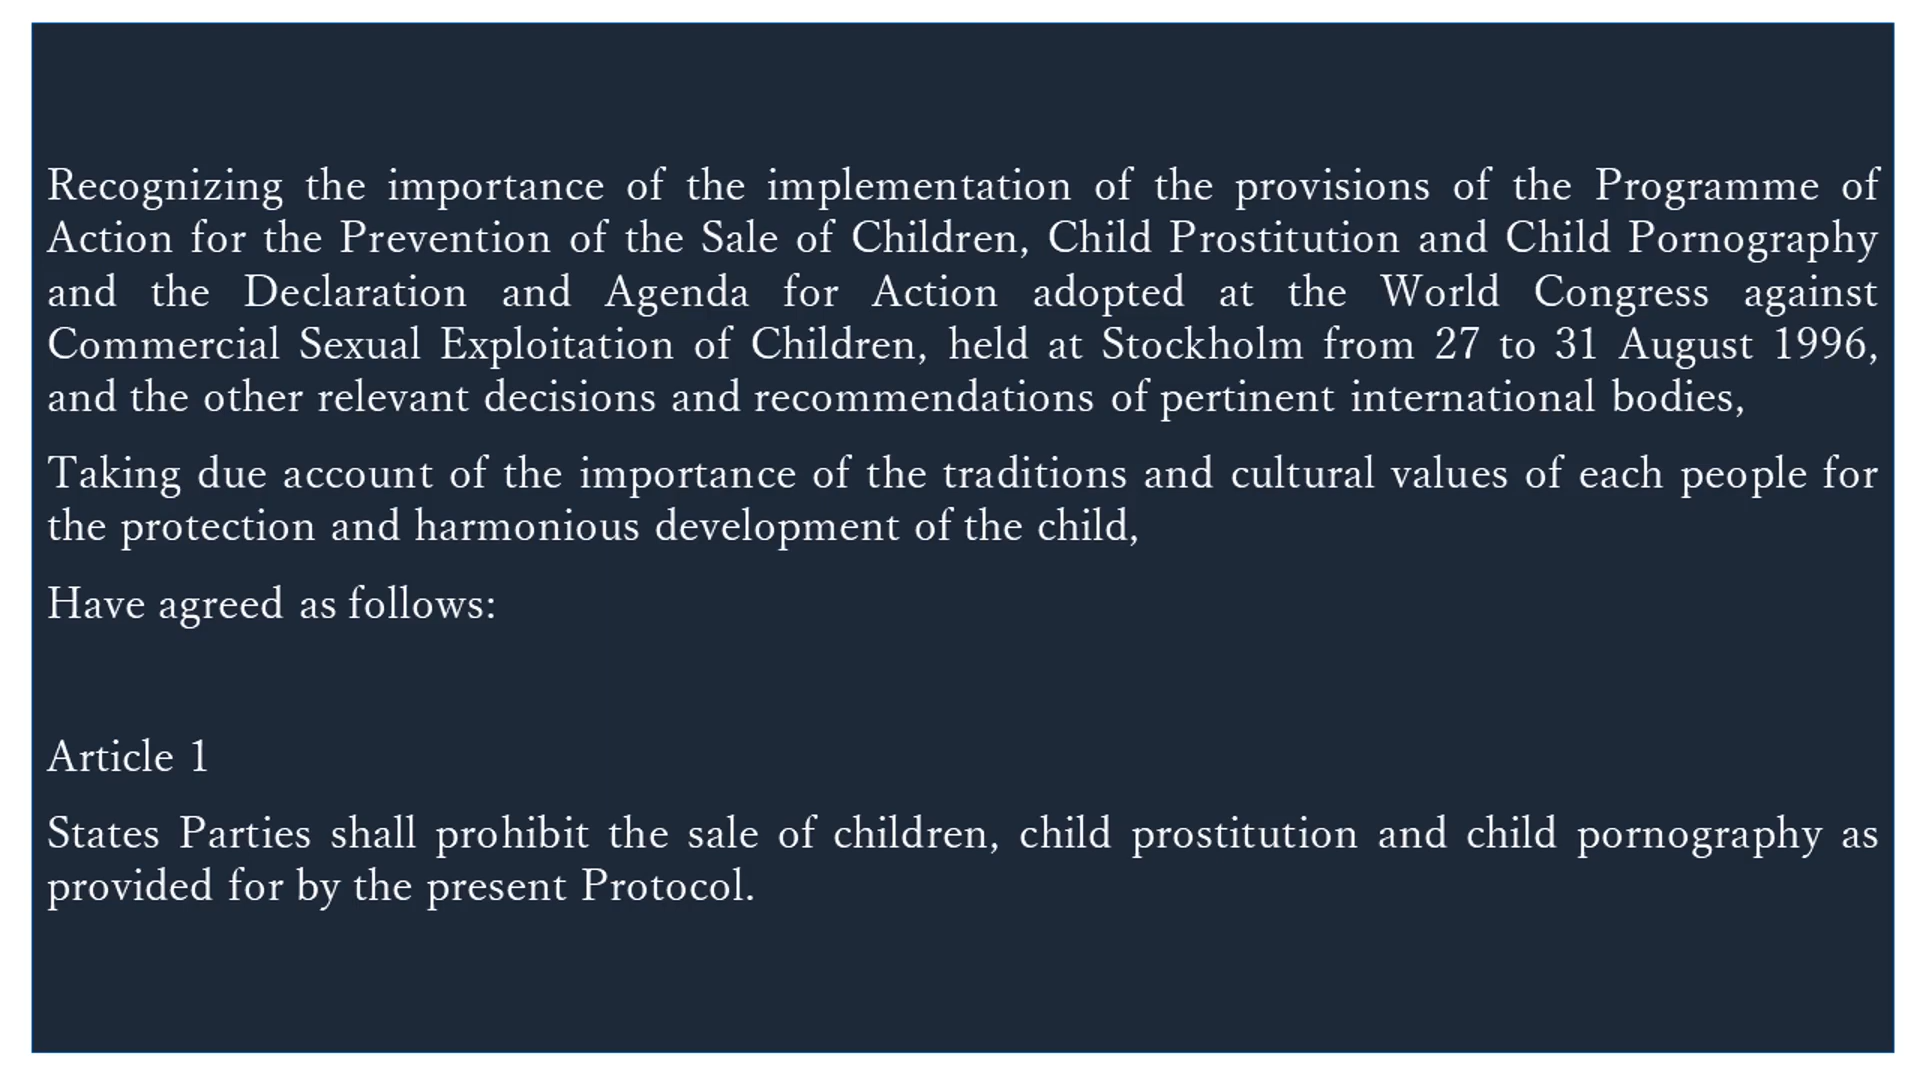 Recognizing the importance of the implementation of the provisions of the Programme of
Action for the Prevention of the Sale of Children, Child Prostitution and Child Pornography
and the Declaration and Agenda for Action adopted at the World Congress against
Commercial Sexual Exploitation of Children, held at Stockholm from 27 to 31 August 1996,
and the other relevant decisions and recommendations of pertinent international bodies,
Taking due account of the importance of the traditions and cultural values of each people for
the protection and harmonious development of the child,
Have agreed as follows:
Article 1
States Parties shall prohibit the sale of children, child prostitution and child pornography as
provided for by the present Protocol.